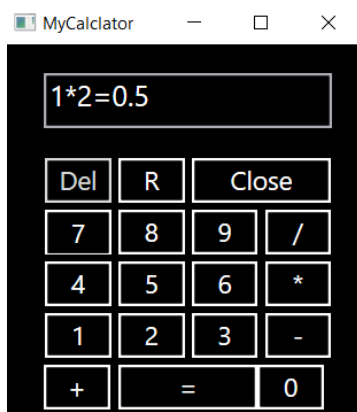 MyCalclator
1*2=0.5
Del R Close
7 8 9 /
4 5 6 *
1 2 3 -
+ = 0